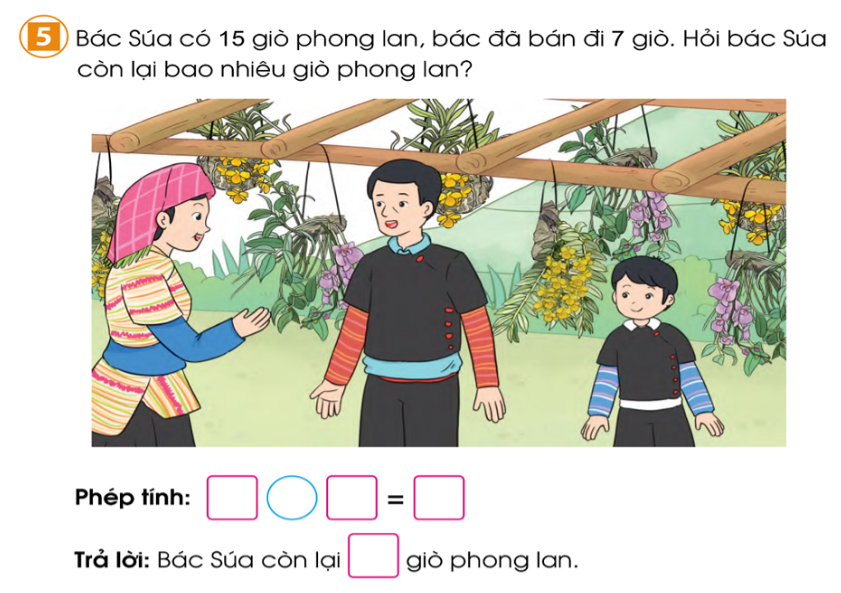 5 Bác Súa có 15 giò phong lan, bác đã bán đi 7 giò. Hỏi bác Súa
còn lại bao nhiêu giò phong lan?
Phép tính: =
Trả lời: Bác Súa còn lại giò phong lan.